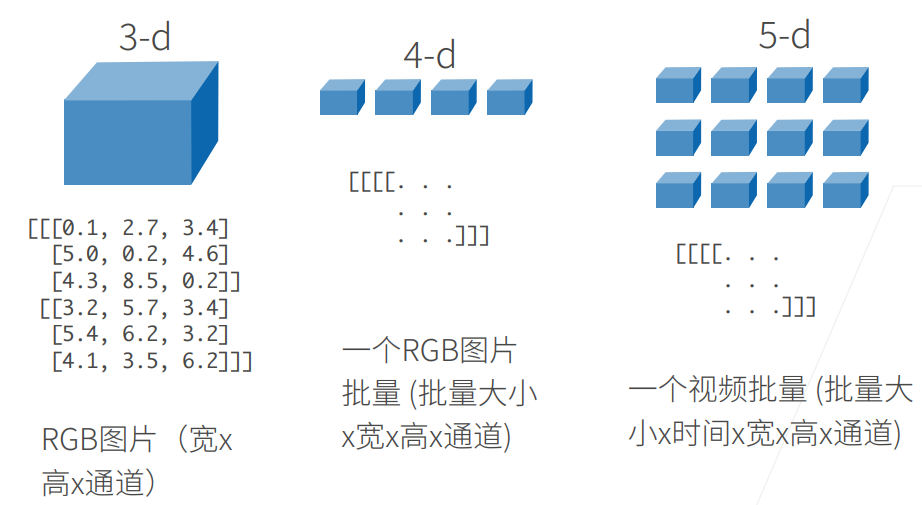 3-d
[[[0.1, 2.7, 3.4]
[5.0, 0.2, 4.6]
[4.3, 8.5, 0.2]]
[[3.2, 5.7, 3.4]
[5.4, 6.2, 3.2]
[4.1, 3.5, 6.2]]]
RGB图片（宽x
高x通道）
4-d
[[[[. . .
. . .
. . .]]]
一个RGB图片
批量 (批量大小
x宽x高x通道)
5-d
[[[[. . .
. . .
. . .]]]
一个视频批量 (批量大
小x时间x宽x高x通道)